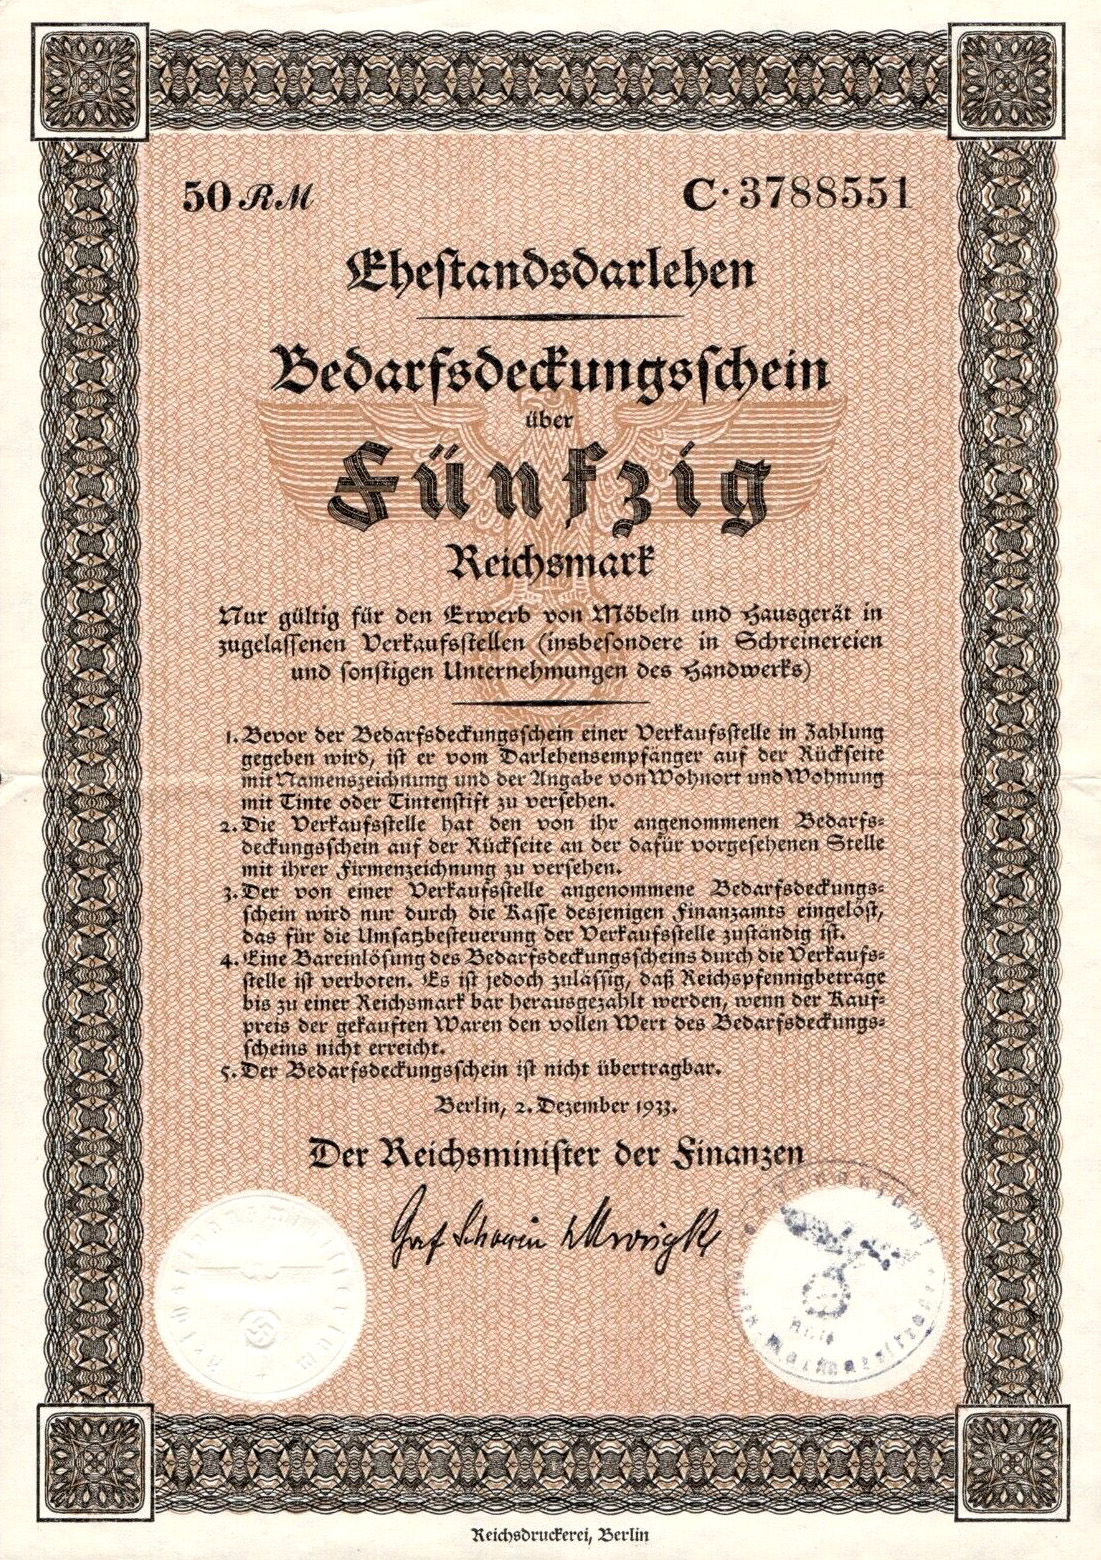 50 RM
C·3788551
Ehestandsdarlehen
Bedarfsdeckungsschein
über
Fünfzig
Reichsmark
Nur gültig für den Erwerb von Möbeln und Hausgerät in
zugelassenen Verkaufsstellen (insbesondere in Schreinereien
und sonstigen Unternehmungen des Handwerks)
1. Bevor der Bedarfsdeckungsschein einer Verkaufsstelle in Zahlung
gegeben wird, ist er vom Darlehensempfänger auf der Rückseite
mit Namenszeichnung und der Angabe von Wohnort und Wohnung
mit Tinte oder Tintenstift zu versehen.
2. Die Verkaufsstelle hat den von ihr angenommenen Bedarfs-
deckungsschein auf der Rückseite an der dafür vorgesehenen Stelle
mit ihrer Firmenzeichnung zu versehen.
3. Der von einer Verkaufsstelle angenommene Bedarfsdeckungs-
schein wird nur durch die Kasse desjenigen Finanzamts eingelöst,
das für die Umsatzbesteuerung der Verkaufsstelle zuständig ist.
4. Eine Bareinlösung des Bedarfsdeckungsscheins durch die Verkaufs-
stelle ist verboten. Es ist jedoch zulässig, daß Reichspfennigbeträge
bis zu einer Reichsmark bar herausgezahlt werden, wenn der Kauf-
preis der gekauften Waren den vollen Wert des Bedarfsdeckungs-
scheins nicht erreicht.
5. Der Bedarfsdeckungsschein ist nicht übertragbar.
Berlin, 2. Dezember 1933.
Der Reichsminister der Finanzen
Graf Schwerin v Krosigk
Reichsfinanzministerium
Reichsdruckerei, Berlin